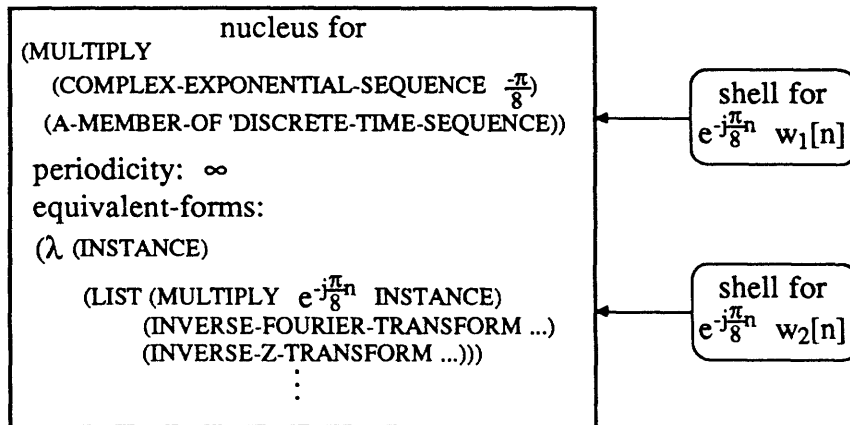 nucleus for
(MULTIPLY
(COMPLEX-EXPONENTIAL-SEQUENCE -π/8)
(A-MEMBER-OF 'DISCRETE-TIME-SEQUENCE))
periodicity: ∞
equivalent-forms:
(λ (INSTANCE)
(LIST (MULTIPLY e^{-jπ/8 n} INSTANCE)
(INVERSE-FOURIER-TRANSFORM ...)
(INVERSE-Z-TRANSFORM ...)))
⋮
shell for
e^{-jπ/8 n} w₁[n]
shell for
e^{-jπ/8 n} w₂[n]